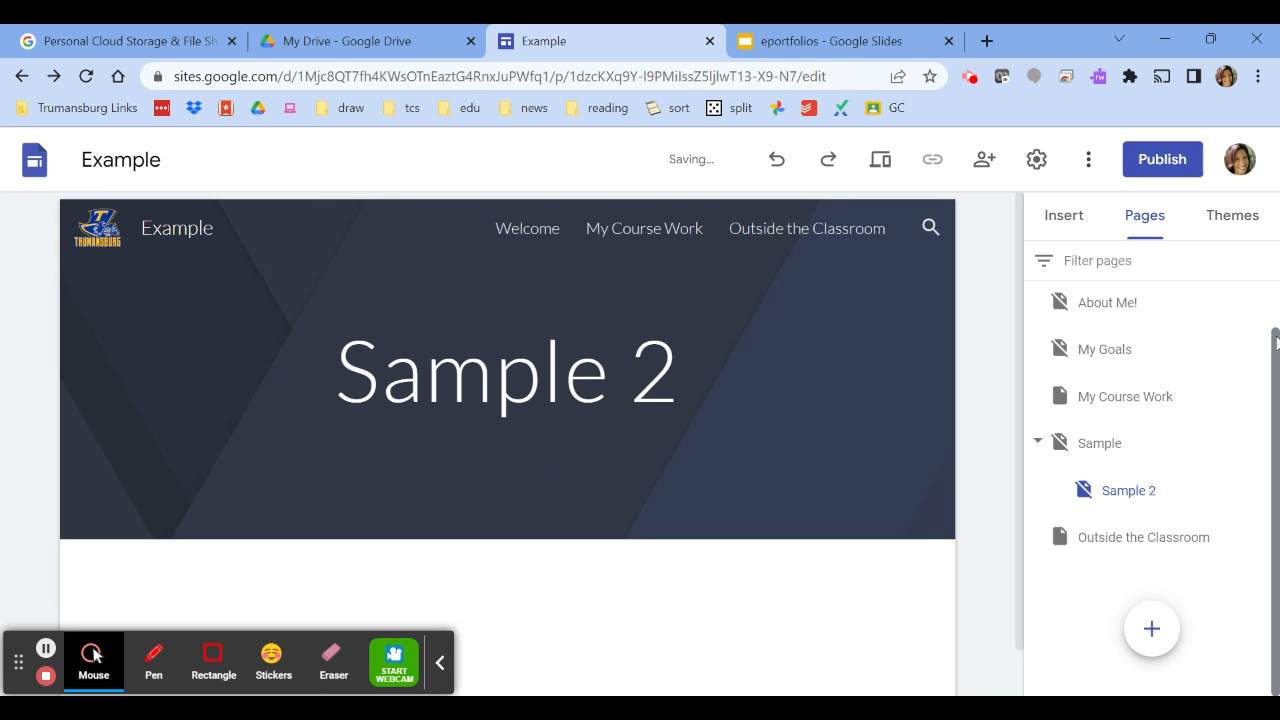 Personal Cloud Storage & File Sh
My Drive - Google Drive
Example
eportfolios - Google Slides
sites.google.com/d/1Mjc8QT7fh4KWsOTnEaztG4RnxJuPWfq1/p/1dzcKXq9Y-I9PMiIssZ5IjlwT13-X9-N7/edit
Trumansburg Links
draw
tcs
edu
news
reading
sort
split
GC
Example
Saving...
Publish
TRUMANSBURG
Example
Welcome
My Course Work
Outside the Classroom
Sample 2
Insert
Pages
Themes
Filter pages
About Me!
My Goals
My Course Work
Sample
Sample 2
Outside the Classroom
Mouse
Pen
Rectangle
Stickers
Eraser
START
WEBCAM